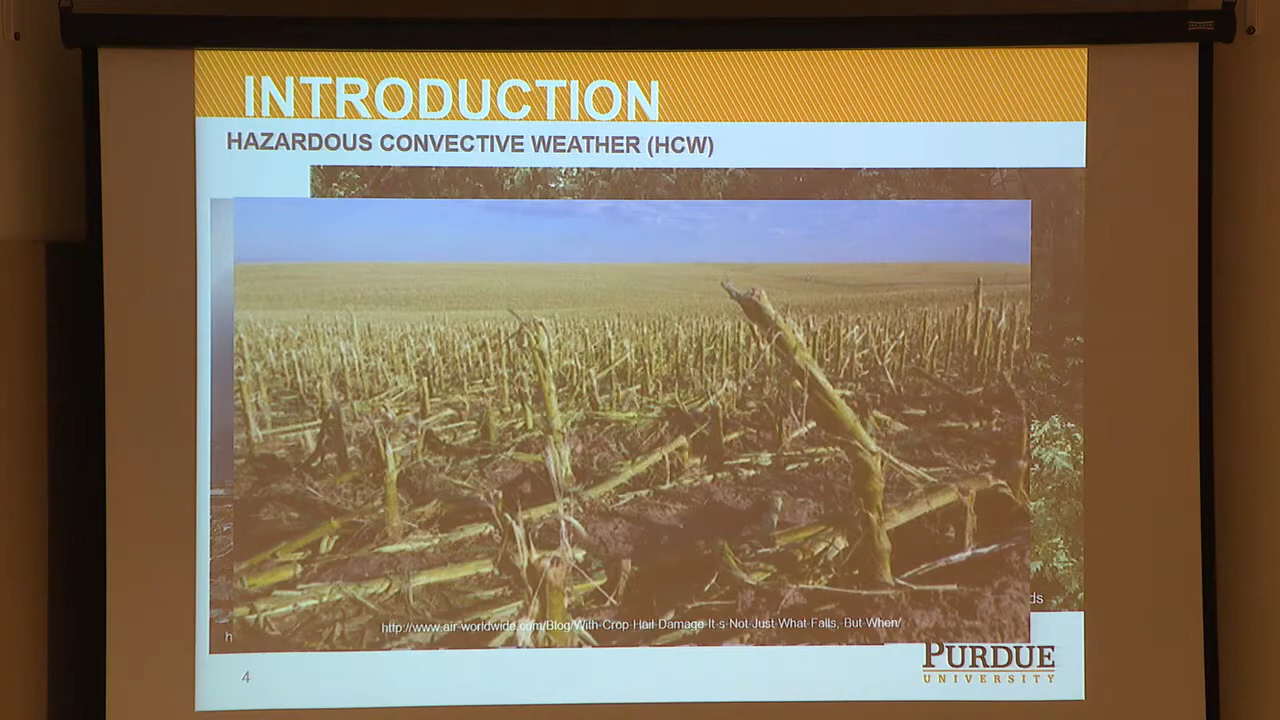 INTRODUCTION
HAZARDOUS CONVECTIVE WEATHER (HCW)
ds
http://www.air-worldwide.com/Blog/With-Crop-Hail-Damage-It-s-Not-Just-What-Falls,-But-When/
h
4
PURDUE
UNIVERSITY